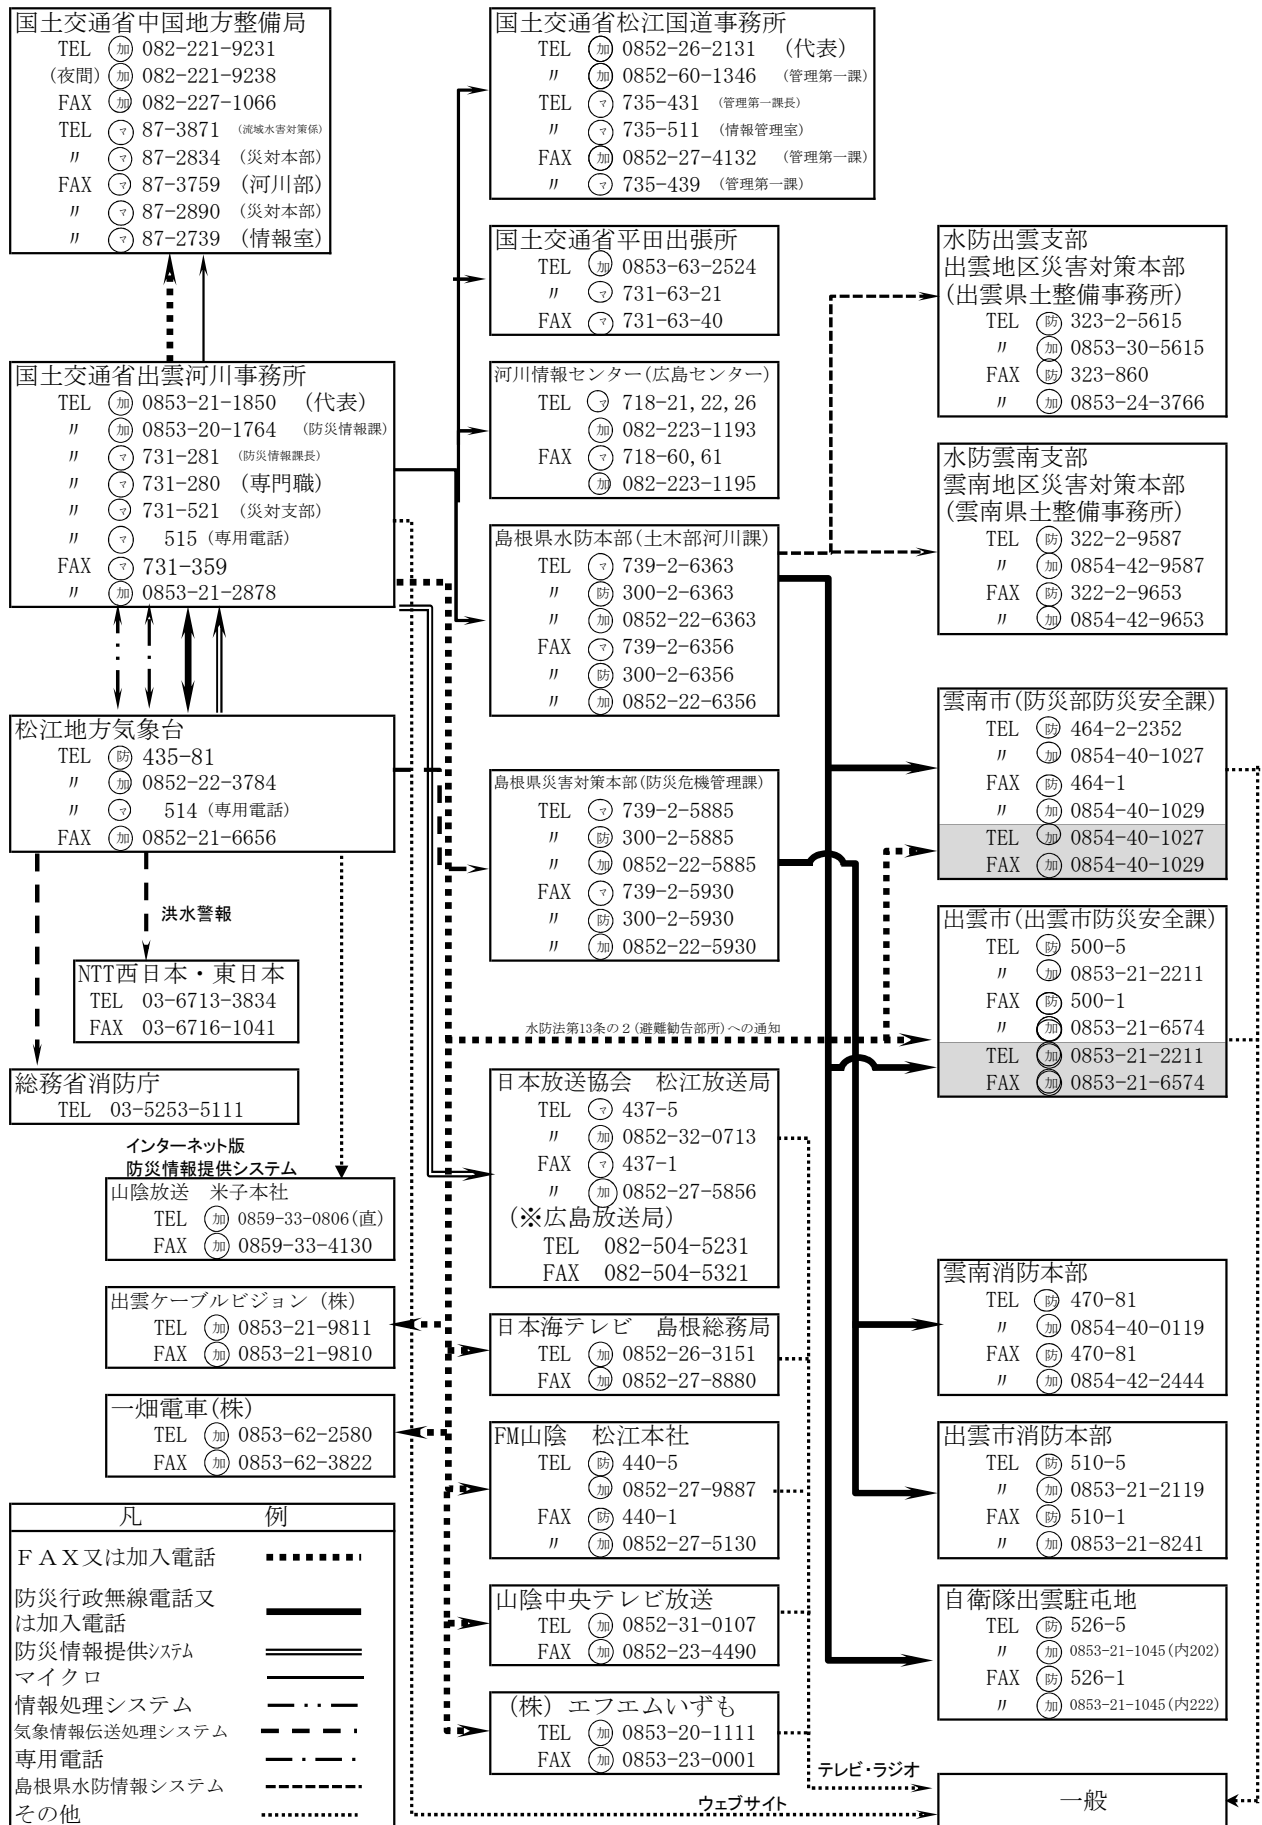 国土交通省中国地方整備局
TEL ㋕加 082-221-9231
(夜間) 加 082-221-9238
FAX 加 082-227-1066
TEL マ 87-3871 (流域水害対策係)
〃 マ 87-2834 (災対本部)
FAX マ 87-3759 (河川部)
〃 マ 87-2890 (災対本部)
〃 マ 87-2739 (情報室)
国土交通省出雲河川事務所
TEL 加 0853-21-1850 (代表)
〃 加 0853-20-1764 (防災情報課)
〃 マ 731-281 (防災情報課長)
〃 マ 731-280 (専門職)
〃 マ 731-521 (災対支部)
〃 マ 515 (専用電話)
FAX マ 731-359
〃 加 0853-21-2878
松江地方気象台
TEL 防 435-81
〃 加 0852-22-3784
〃 マ 514 (専用電話)
FAX 加 0852-21-6656
洪水警報
NTT西日本・東日本
TEL 03-6713-3834
FAX 03-6716-1041
総務省消防庁
TEL 03-5253-5111
インターネット版
防災情報提供システム
山陰放送 米子本社
TEL 加 0859-33-0806(直)
FAX 加 0859-33-4130
出雲ケーブルビジョン (株)
TEL 加 0853-21-9811
FAX 加 0853-21-9810
一畑電車(株)
TEL 加 0853-62-2580
FAX 加 0853-62-3822
凡 例
ＦＡＸ又は加入電話
防災行政無線電話又
は加入電話
防災情報提供システム
マイクロ
情報処理システム
気象情報伝送処理システム
専用電話
島根県水防情報システム
その他
国土交通省松江国道事務所
TEL 加 0852-26-2131 (代表)
〃 加 0852-60-1346 (管理第一課)
TEL マ 735-431 (管理第一課長)
〃 マ 735-511 (情報管理室)
FAX 加 0852-27-4132 (管理第一課)
〃 マ 735-439 (管理第一課)
国土交通省平田出張所
TEL 加 0853-63-2524
〃 マ 731-63-21
FAX マ 731-63-40
河川情報センター(広島センター)
TEL マ 718-21,22,26
加 082-223-1193
FAX マ 718-60,61
加 082-223-1195
島根県水防本部(土木部河川課)
TEL マ 739-2-6363
〃 防 300-2-6363
〃 加 0852-22-6363
FAX マ 739-2-6356
〃 防 300-2-6356
〃 加 0852-22-6356
島根県災害対策本部(防災危機管理課)
TEL マ 739-2-5885
〃 防 300-2-5885
〃 加 0852-22-5885
FAX マ 739-2-5930
〃 防 300-2-5930
〃 加 0852-22-5930
水防法第13条の２(避難勧告部所)への通知
日本放送協会 松江放送局
TEL マ 437-5
〃 加 0852-32-0713
FAX マ 437-1
〃 加 0852-27-5856
(※広島放送局)
TEL 082-504-5231
FAX 082-504-5321
日本海テレビ 島根総務局
TEL 加 0852-26-3151
FAX 加 0852-27-8880
FM山陰 松江本社
TEL 防 440-5
加 0852-27-9887
FAX 防 440-1
〃 加 0852-27-5130
山陰中央テレビ放送
TEL 加 0852-31-0107
FAX 加 0852-23-4490
(株) エフエムいずも
TEL 加 0853-20-1111
FAX 加 0853-23-0001
テレビ・ラジオ
ウェブサイト
水防出雲支部
出雲地区災害対策本部
(出雲県土整備事務所)
TEL 防 323-2-5615
〃 加 0853-30-5615
FAX 防 323-860
〃 加 0853-24-3766
水防雲南支部
雲南地区災害対策本部
(雲南県土整備事務所)
TEL 防 322-2-9587
〃 加 0854-42-9587
FAX 防 322-2-9653
〃 加 0854-42-9653
雲南市(防災部防災安全課)
TEL 防 464-2-2352
〃 加 0854-40-1027
FAX 防 464-1
〃 加 0854-40-1029
TEL 加 0854-40-1027
FAX 加 0854-40-1029
出雲市(出雲市防災安全課)
TEL 防 500-5
〃 加 0853-21-2211
FAX 防 500-1
〃 加 0853-21-6574
TEL 加 0853-21-2211
FAX 加 0853-21-6574
雲南消防本部
TEL 防 470-81
〃 加 0854-40-0119
FAX 防 470-81
〃 加 0854-42-2444
出雲市消防本部
TEL 防 510-5
〃 加 0853-21-2119
FAX 防 510-1
〃 加 0853-21-8241
自衛隊出雲駐屯地
TEL 防 526-5
〃 加 0853-21-1045(内202)
FAX 防 526-1
〃 加 0853-21-1045(内222)
一般